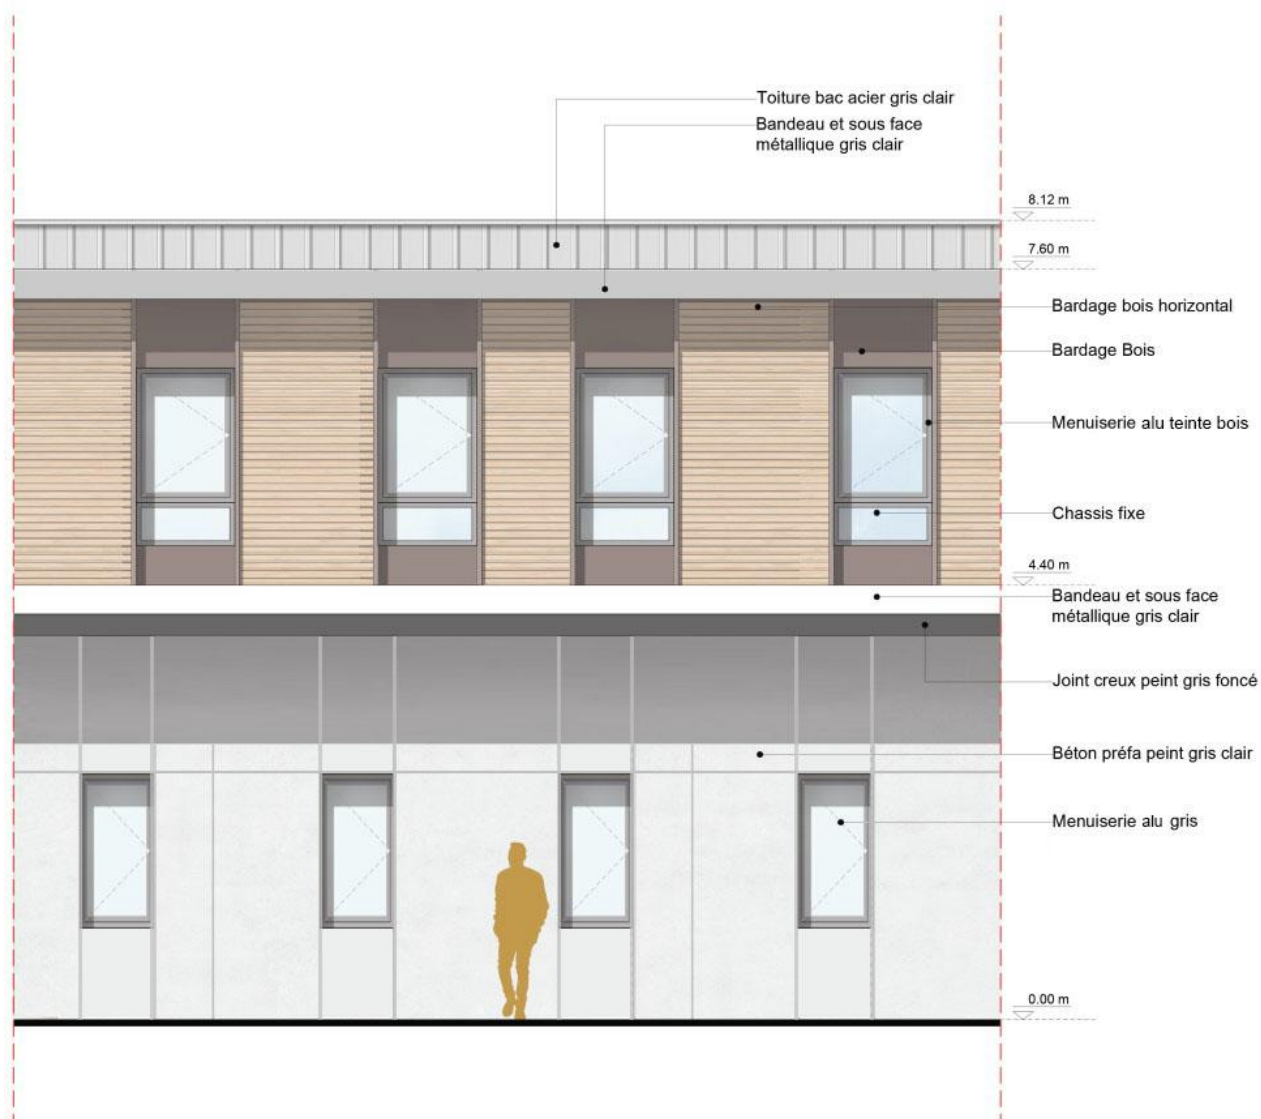 Toiture bac acier gris clair
Bandeau et sous face
métallique gris clair
8.12 m
7.60 m
Bardage bois horizontal
Bardage Bois
Menuiserie alu teinte bois
Chassis fixe
4.40 m
Bandeau et sous face
métallique gris clair
Joint creux peint gris foncé
Béton préfa peint gris clair
Menuiserie alu gris
0.00 m